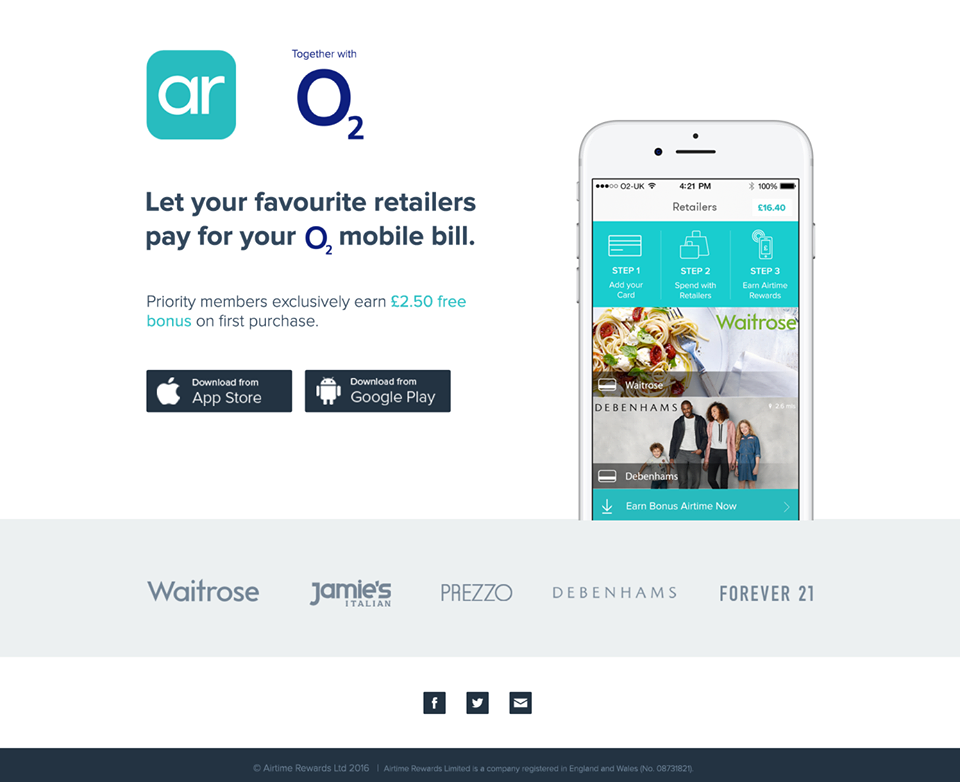 ar
Together with
O2
Let your favourite retailers
pay for your O2 mobile bill.
Priority members exclusively earn £2.50 free
bonus on first purchase.
Download from
App Store
Download from
Google Play
O2-UK 4:21 PM 100%
Retailers £16.40
STEP 1
Add your
Card
STEP 2
Spend with
Retailers
£
STEP 3
Earn Airtime
Rewards
Waitrose
Waitrose
DEBENHAMS
2.6 mi
Debenhams
Earn Bonus Airtime Now
Waitrose
Jamie's
ITALIAN
PREZZO
DEBENHAMS
FOREVER 21
f
© Airtime Rewards Ltd 2016 | Airtime Rewards Limited is a company registered in England and Wales (No. 08731821).